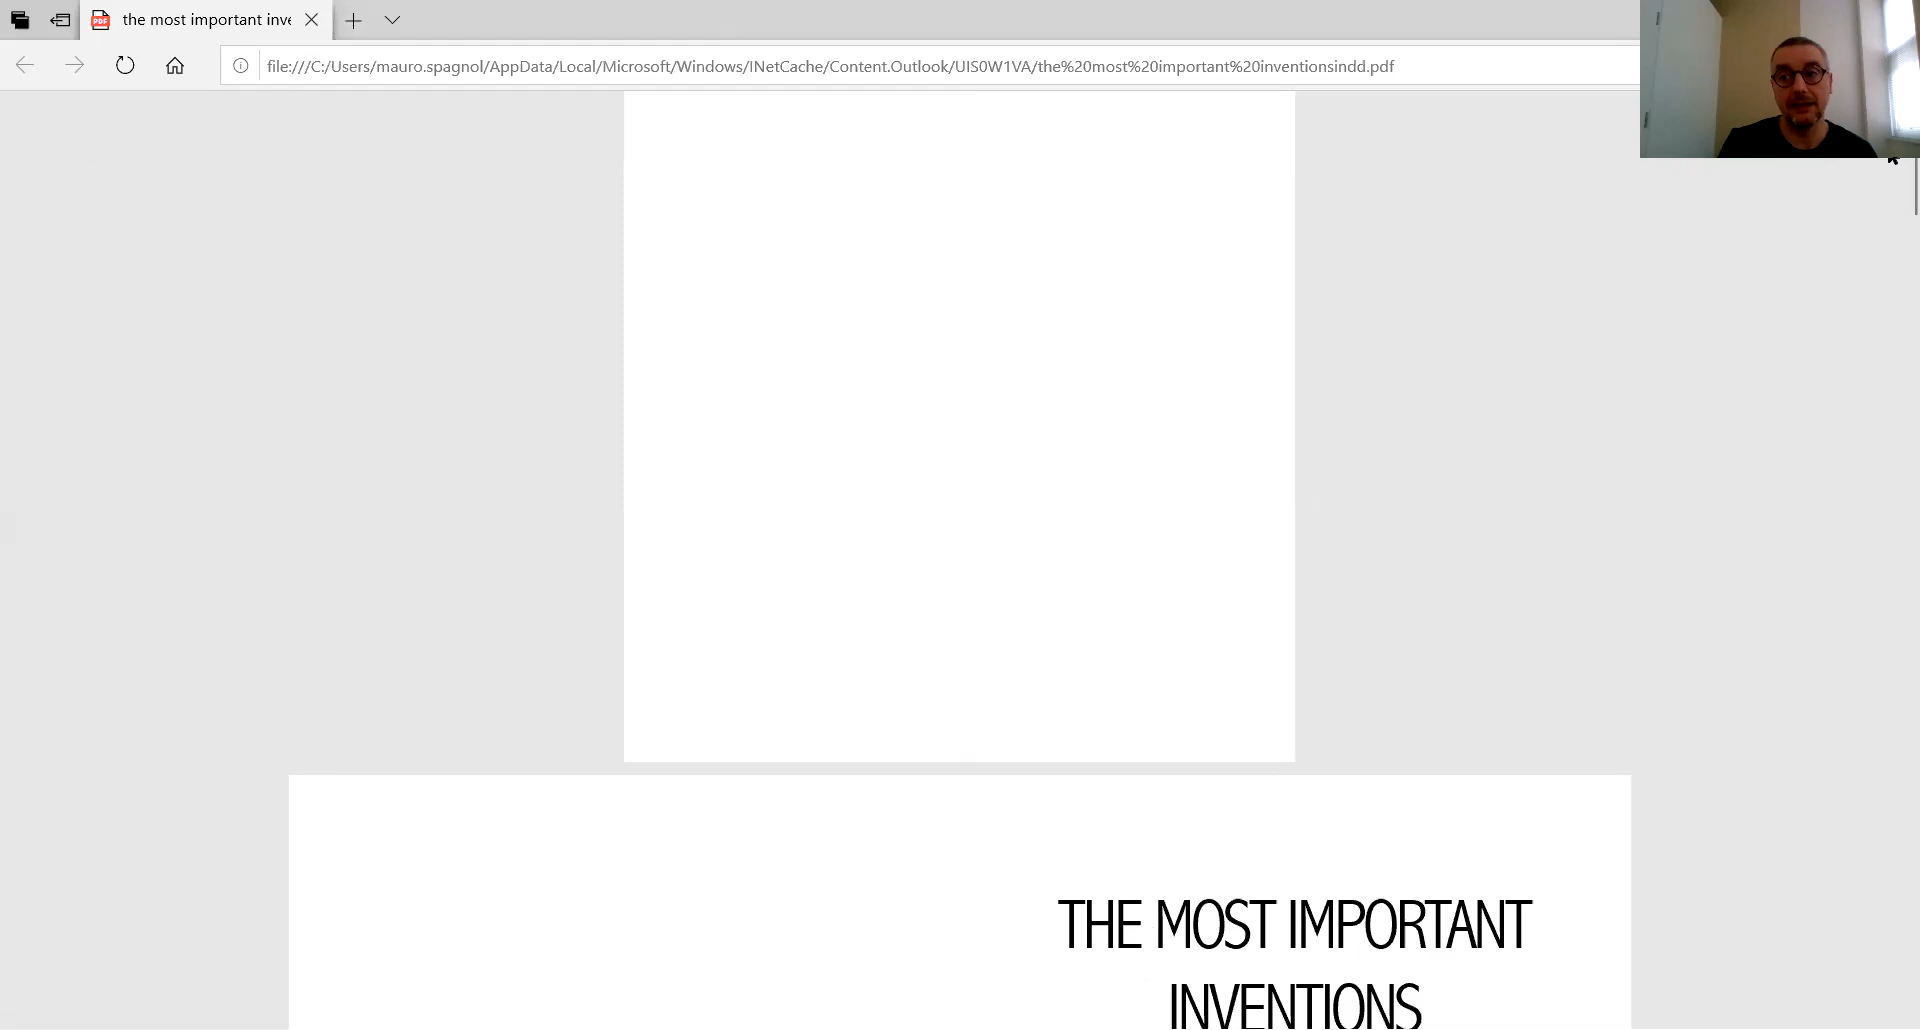 the most important inve
file:///C:/Users/mauro.spagnol/AppData/Local/Microsoft/Windows/INetCache/Content.Outlook/UIS0W1VA/the%20most%20important%20inventionsindd.pdf
THE MOST IMPORTANT
INVENTIONS